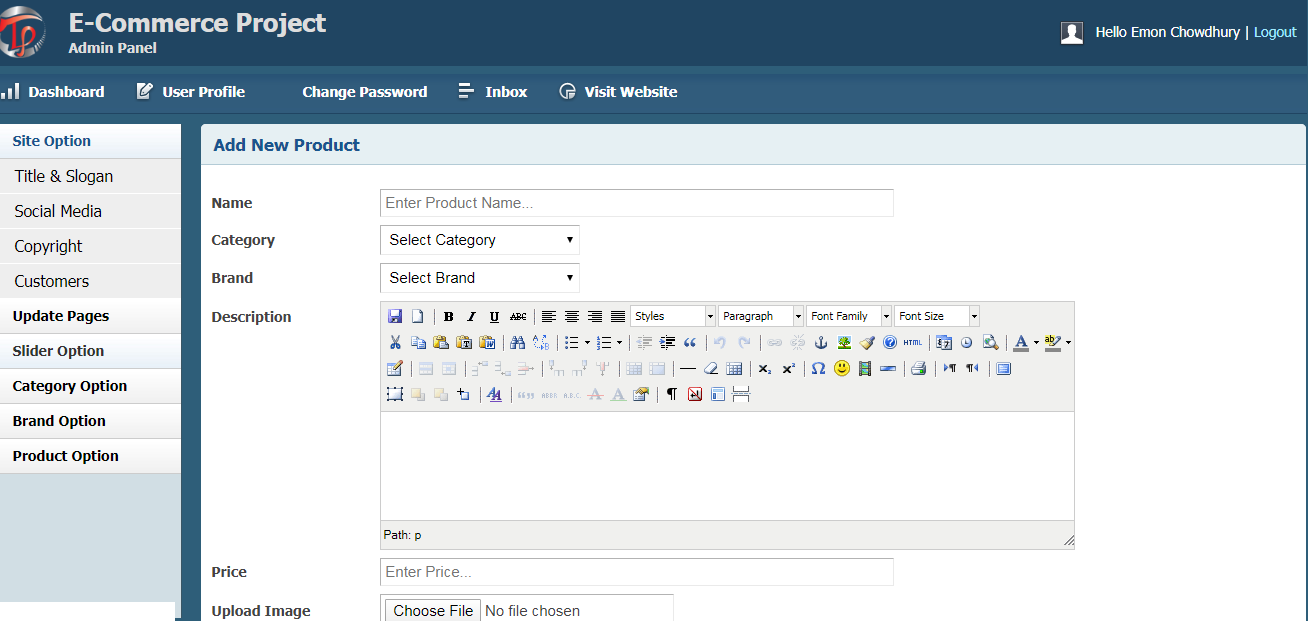 E-Commerce Project
Admin Panel
Hello Emon Chowdhury | Logout
Dashboard User Profile Change Password Inbox Visit Website
Site Option
Title & Slogan
Social Media
Copyright
Customers
Update Pages
Slider Option
Category Option
Brand Option
Product Option
Add New Product
Name Enter Product Name...
Category Select Category
Brand Select Brand
Description
B I U ABC Styles Paragraph Font Family Font Size
HTML A ab
A A
Path: p
Price Enter Price...
Upload Image Choose File No file chosen